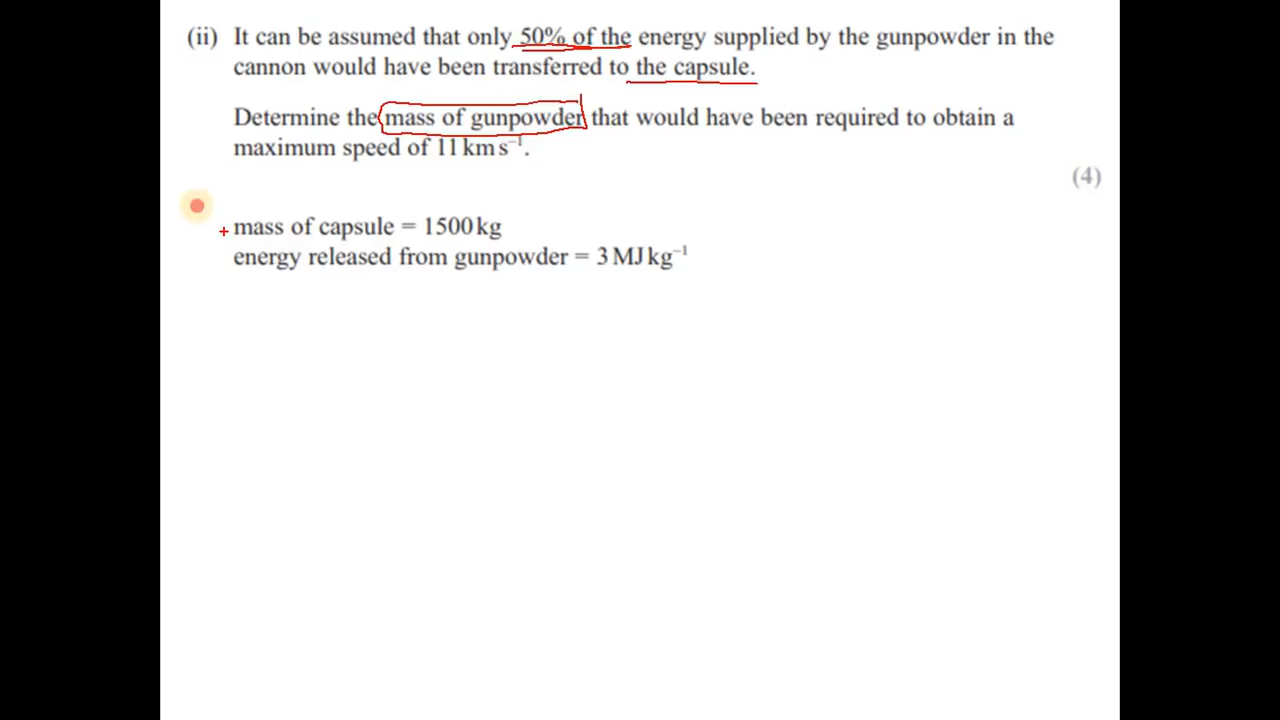 (ii) It can be assumed that only 50% of the energy supplied by the gunpowder in the
cannon would have been transferred to the capsule.
Determine the mass of gunpowder that would have been required to obtain a
maximum speed of 11 km s⁻¹.
(4)
mass of capsule = 1500 kg
energy released from gunpowder = 3 MJ kg⁻¹